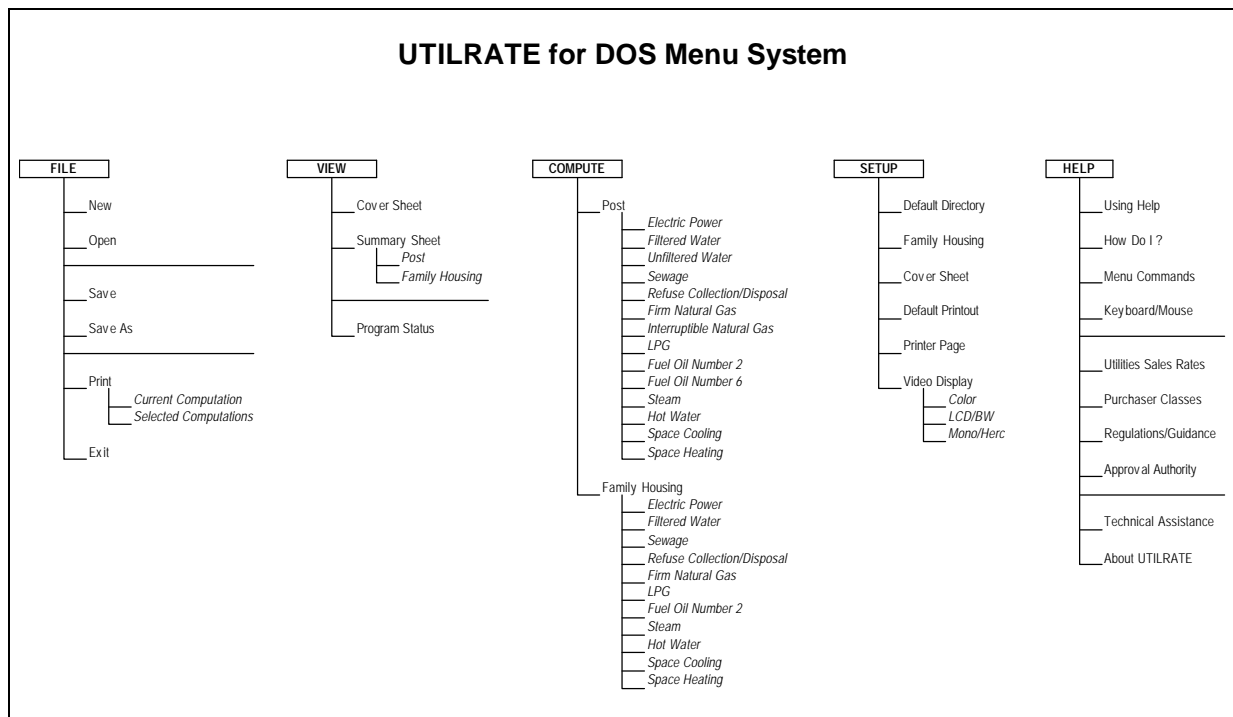 UTILRATE for DOS Menu System
FILE
New
Open
Save
Save As
Print
Current Computation
Selected Computations
Exit
VIEW
Cover Sheet
Summary Sheet
Post
Family Housing
Program Status
COMPUTE
Post
Electric Power
Filtered Water
Unfiltered Water
Sewage
Refuse Collection/Disposal
Firm Natural Gas
Interruptible Natural Gas
LPG
Fuel Oil Number 2
Fuel Oil Number 6
Steam
Hot Water
Space Cooling
Space Heating
Family Housing
Electric Power
Filtered Water
Sewage
Refuse Collection/Disposal
Firm Natural Gas
LPG
Fuel Oil Number 2
Steam
Hot Water
Space Cooling
Space Heating
SETUP
Default Directory
Family Housing
Cover Sheet
Default Printout
Printer Page
Video Display
Color
LCD/BW
Mono/Herc
HELP
Using Help
How Do I ?
Menu Commands
Keyboard/Mouse
Utilities Sales Rates
Purchaser Classes
Regulations/Guidance
Approval Authority
Technical Assistance
About UTILRATE